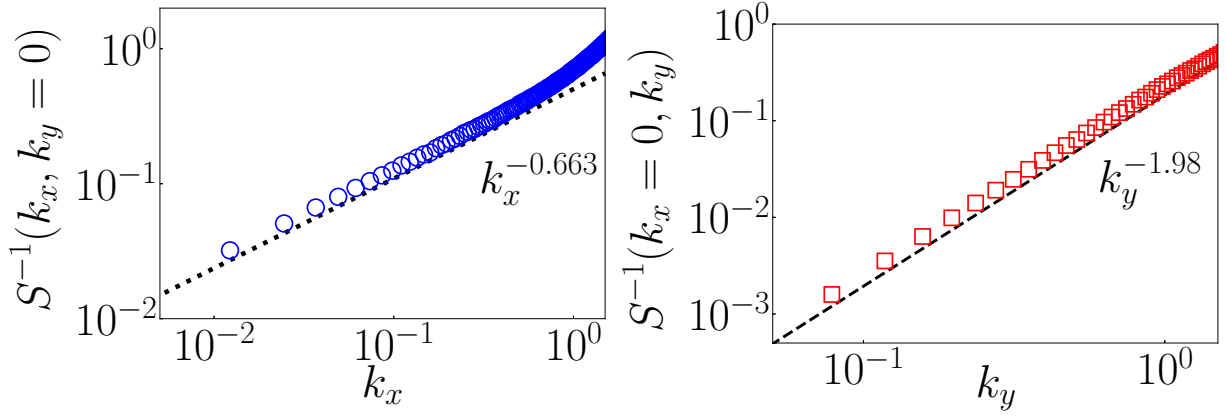 S^{-1}(k_x, k_y = 0)
10^0
10^{-1}
10^{-2}
10^{-2}
10^{-1}
10^0
k_x
k_x^{-0.663}
S^{-1}(k_x = 0, k_y)
10^0
10^{-1}
10^{-2}
10^{-3}
10^{-1}
10^0
k_y
k_y^{-1.98}